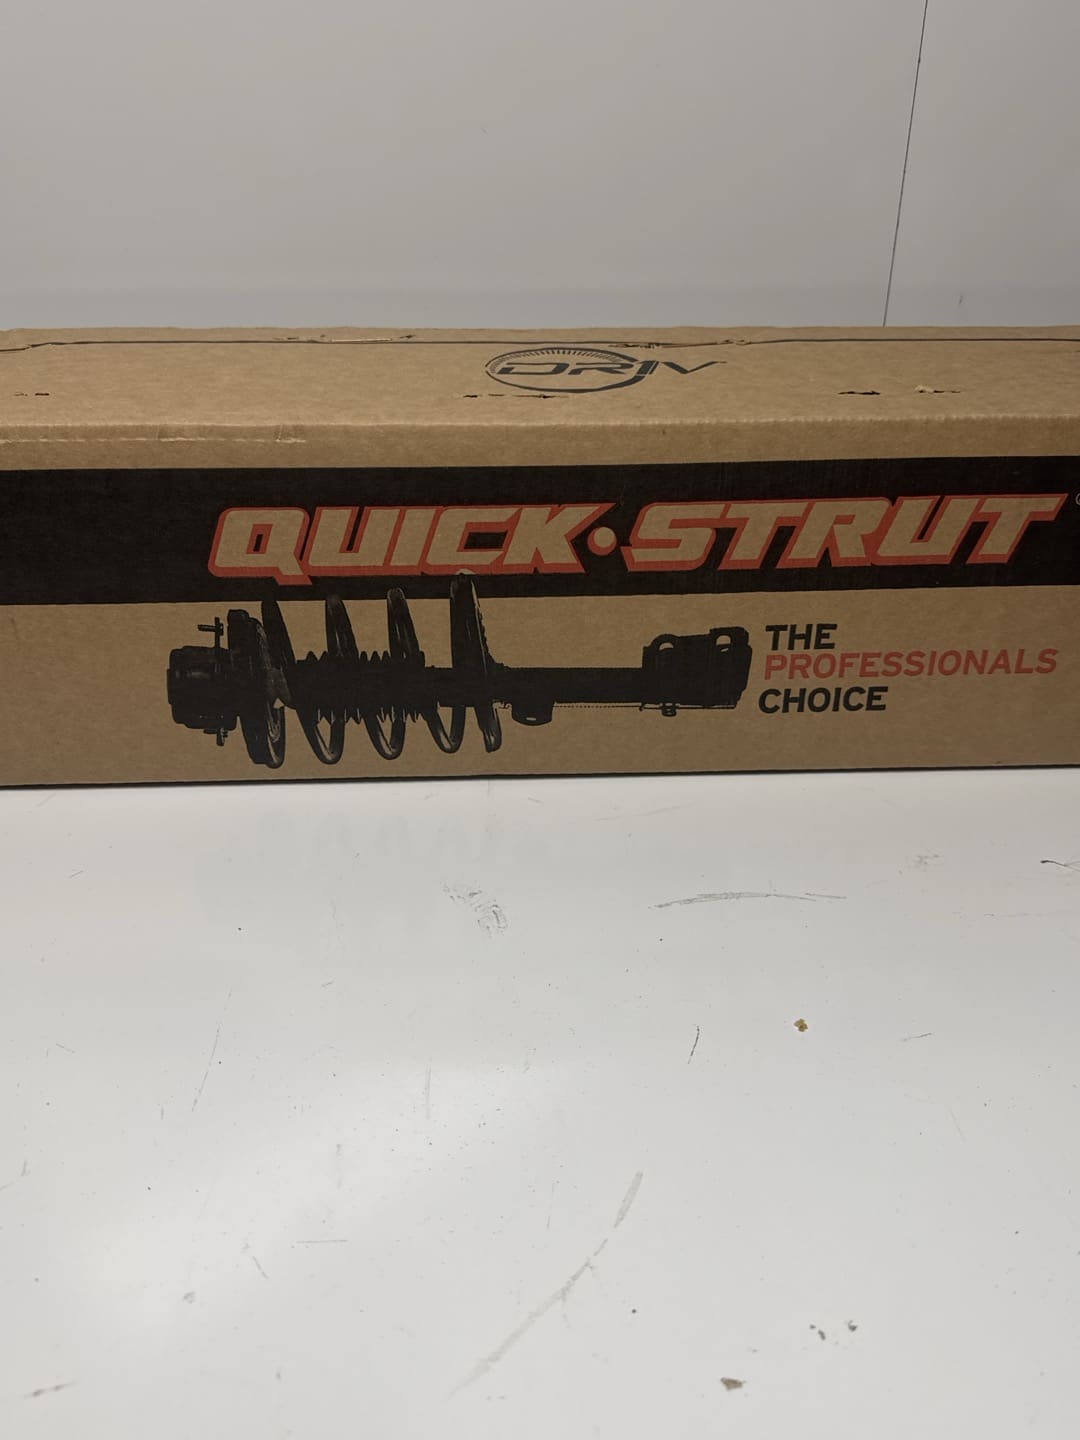 DRiV
QUICK-STRUT
THE
PROFESSIONALS
CHOICE